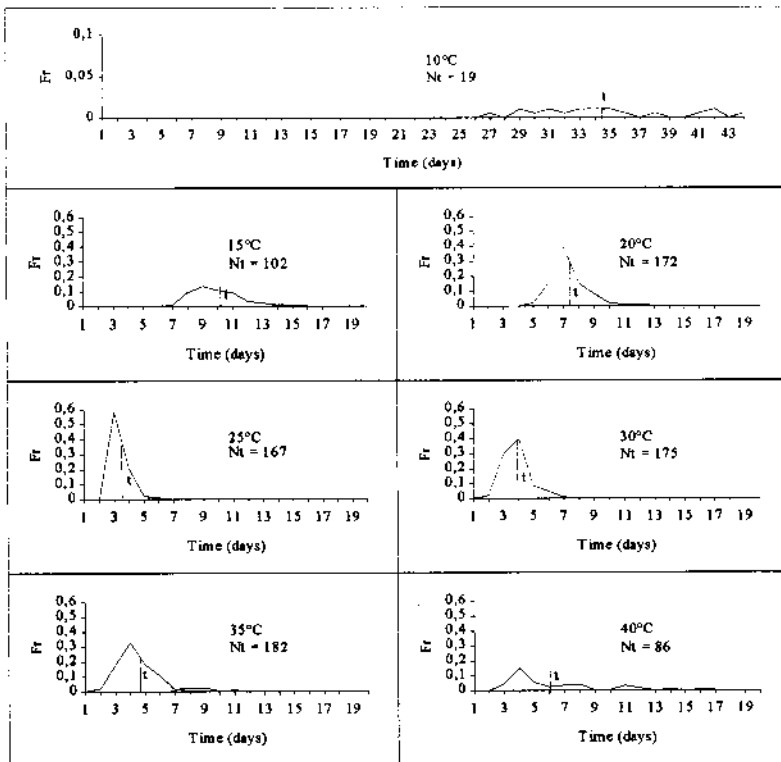 0,1
0,05
0
Fr
10°C
Nt = 19
t
1 3 5 7 9 11 13 15 17 19 21 23 25 27 29 31 33 35 37 39 41 43
Time (days)
0,6
0,5
0,4
0,3
0,2
0,1
0
Fr
15°C
Nt = 102
t
1 3 5 7 9 11 13 15 17 19
Time (days)
0,6
0,5
0,4
0,3
0,2
0,1
0
Fr
20°C
Nt = 172
t
1 3 5 7 9 11 13 15 17 19
Time (days)
0,6
0,5
0,4
0,3
0,2
0,1
0
Fr
25°C
Nt = 167
t
1 3 5 7 9 11 13 15 17 19
Time (days)
0,6
0,5
0,4
0,3
0,2
0,1
0
Fr
30°C
Nt = 175
t
1 3 5 7 9 11 13 15 17 19
Time (days)
0,6
0,5
0,4
0,3
0,2
0,1
0
Fr
35°C
Nt = 182
t
1 3 5 7 9 11 13 15 17 19
Time (days)
0,6
0,5
0,4
0,3
0,2
0,1
0
Fr
40°C
Nt = 86
t
1 3 5 7 9 11 13 15 17 19
Time (days)